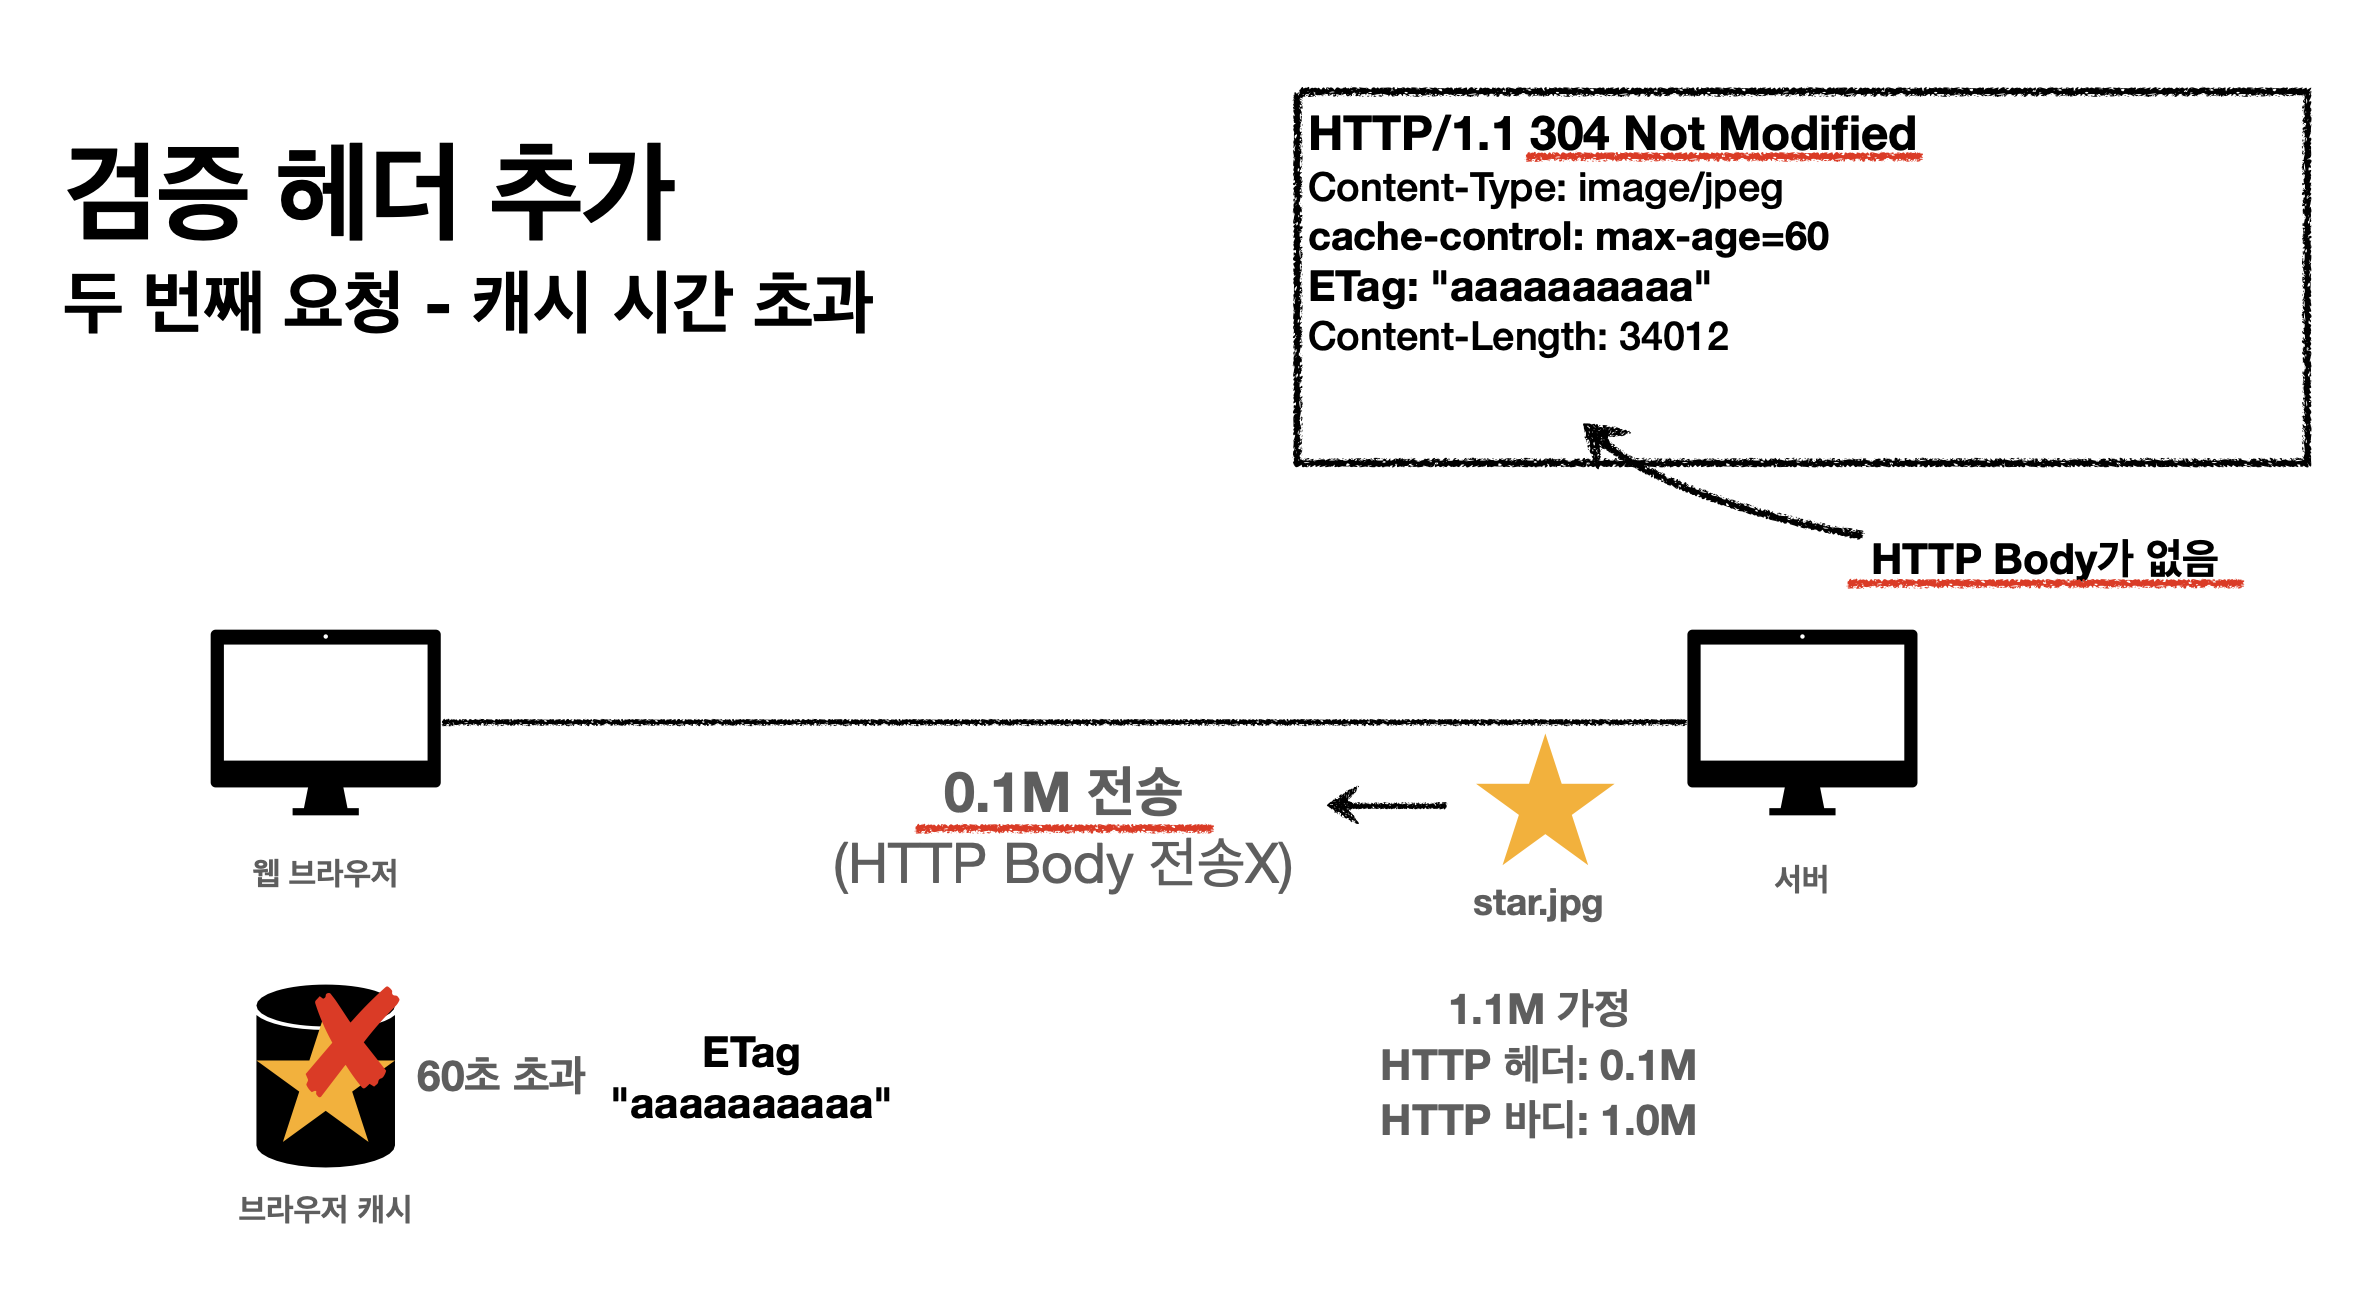 검증 헤더 추가
두 번째 요청 - 캐시 시간 초과
HTTP/1.1 304 Not Modified
Content-Type: image/jpeg
cache-control: max-age=60
ETag: "aaaaaaaaaa"
Content-Length: 34012
HTTP Body가 없음
0.1M 전송
(HTTP Body 전송X)
웹 브라우저
star.jpg
서버
1.1M 가정
HTTP 헤더: 0.1M
HTTP 바디: 1.0M
60초 초과
ETag
"aaaaaaaaaa"
브라우저 캐시